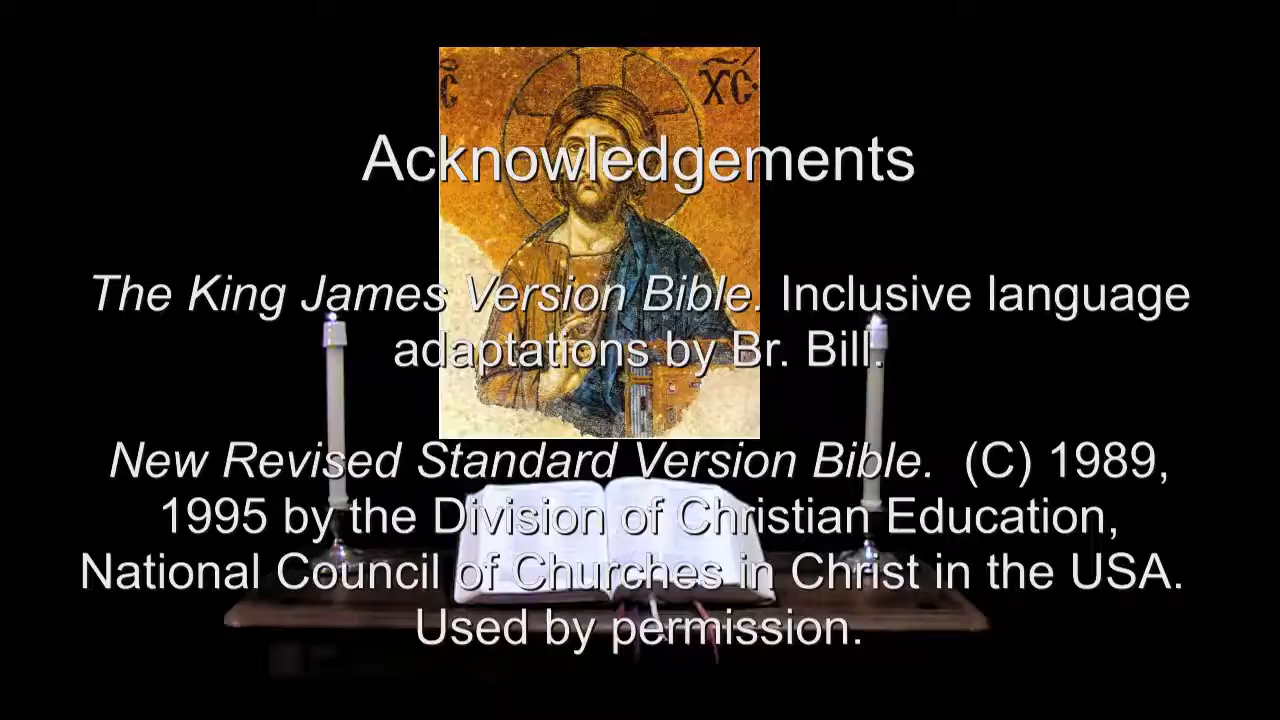 C̃ X̃C
Acknowledgements
The King James Version Bible. Inclusive language
adaptations by Br. Bill.
New Revised Standard Version Bible. (C) 1989,
1995 by the Division of Christian Education,
National Council of Churches in Christ in the USA.
Used by permission.